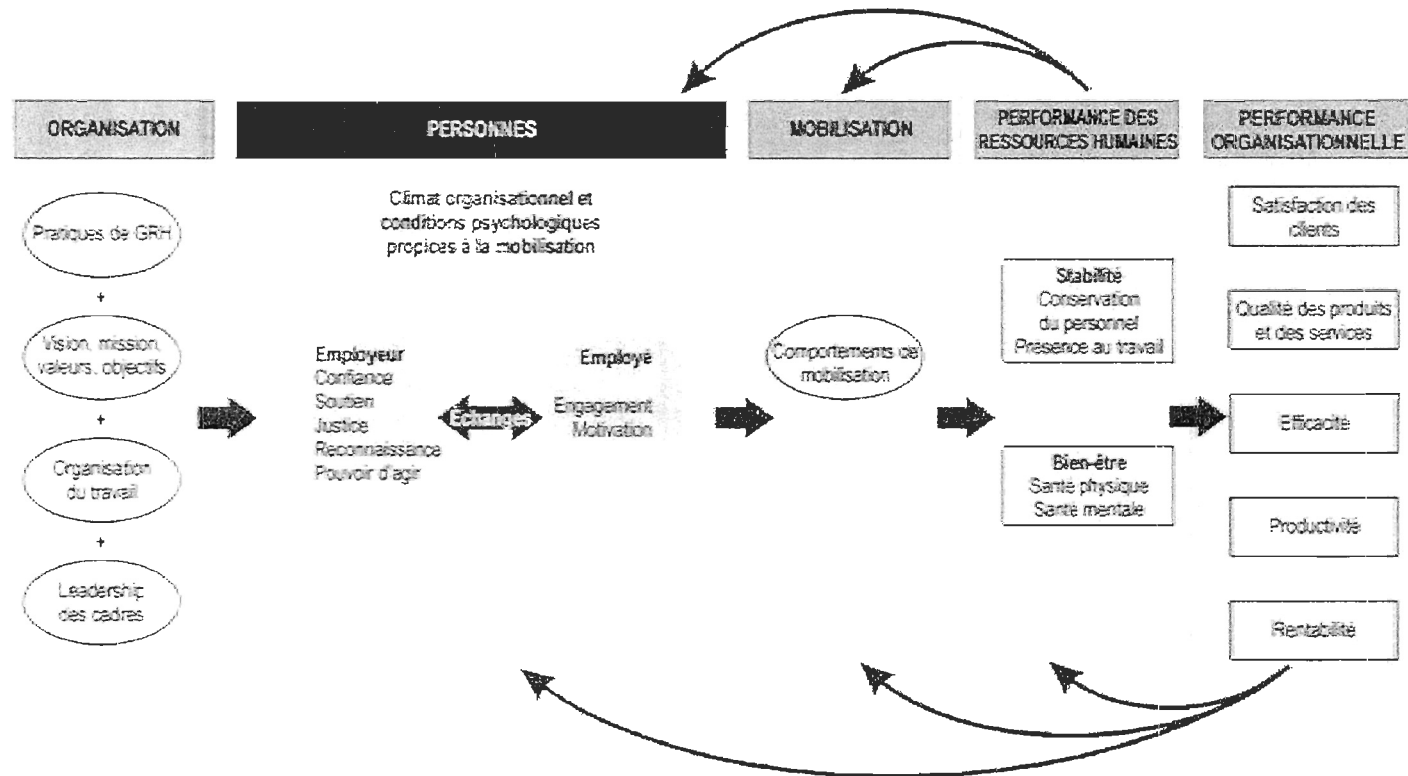 ORGANISATION
PERSONNES
MOBILISATION
PERFORMANCE DES
RESSOURCES HUMAINES
PERFORMANCE
ORGANISATIONNELLE
Pratiques de GRH
+
Vision, mission,
valeurs, objectifs
+
Organisation
du travail
+
Leadership
des cadres
Climat organisationnel et
conditions psychologiques
propices à la mobilisation
Employeur
Confiance
Soutien
Justice
Reconnaissance
Pouvoir d'agir
Échanges
Employé
Engagement
Motivation
Comportements de
mobilisation
Stabilité
Conservation
du personnel
Présence au travail
Bien-être
Santé physique
Santé mentale
Satisfaction des
clients
Qualité des produits
et des services
Efficacité
Productivité
Rentabilité